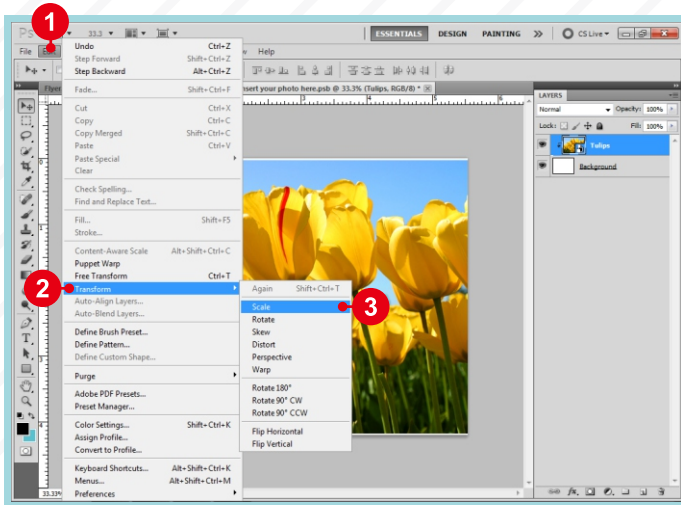 1
Ps 33.3 ESSENTIALS DESIGN PAINTING >> CS Live
File Help
Undo Ctrl+Z
Step Forward Shift+Ctrl+Z
Step Backward Alt+Ctrl+Z
Fade... Shift+Ctrl+F
Cut Ctrl+X
Copy Ctrl+C
Copy Merged Shift+Ctrl+C
Paste Ctrl+V
Paste Special
Clear
Check Spelling...
Find and Replace Text...
Fill... Shift+F5
Stroke...
Content-Aware Scale Alt+Shift+Ctrl+C
Puppet Warp
Free Transform Ctrl+T
2 Transform
Auto-Align Layers...
Auto-Blend Layers...
Define Brush Preset...
Define Pattern...
Define Custom Shape...
Purge
Adobe PDF Presets...
Preset Manager...
Color Settings... Shift+Ctrl+K
Assign Profile...
Convert to Profile...
Keyboard Shortcuts... Alt+Shift+Ctrl+K
Menus... Alt+Shift+Ctrl+M
Preferences
Again Shift+Ctrl+T
Scale 3
Rotate
Skew
Distort
Perspective
Warp
Rotate 180°
Rotate 90° CW
Rotate 90° CCW
Flip Horizontal
Flip Vertical
Flyer
nsert your photo here.psb @ 33.3% (Tulips, RGB/8) *
LAYERS
Normal Opacity: 100%
Lock: Fill: 100%
Tulips
Background
33.33%